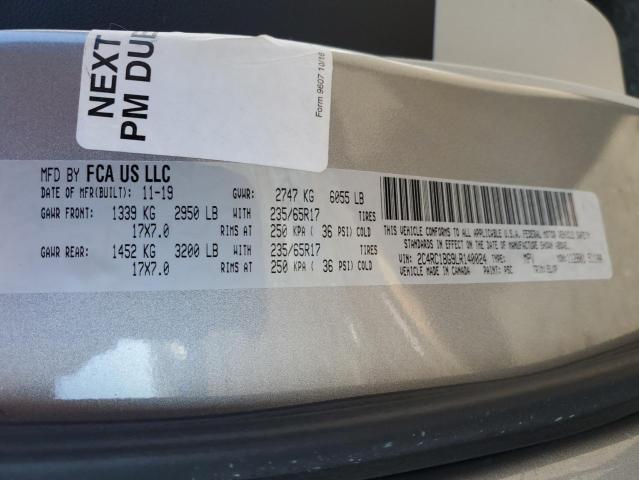 NEXT
PM DUE
Form 9607 10/16
MFD BY FCA US LLC
DATE OF MFR(BUILT): 11-19 GVWR: 2747 KG 6055 LB
GAWR FRONT: 1339 KG 2950 LB WITH 235/65R17 TIRES
17X7.0 RIMS AT 250 KPA ( 36 PSI) COLD
GAWR REAR: 1452 KG 3200 LB WITH 235/65R17 TIRES
17X7.0 RIMS AT 250 KPA ( 36 PSI) COLD
THIS VEHICLE CONFORMS TO ALL APPLICABLE U.S.A. FEDERAL MOTOR VEHICLE SAFETY
STANDARDS IN EFFECT ON THE DATE OF MANUFACTURE SHOWN ABOVE.
VIN: 2C4RC1BG9LR140024 TYPE: MPV MDH:
VEHICLE MADE IN CANADA PAINT: PSC TRIM: